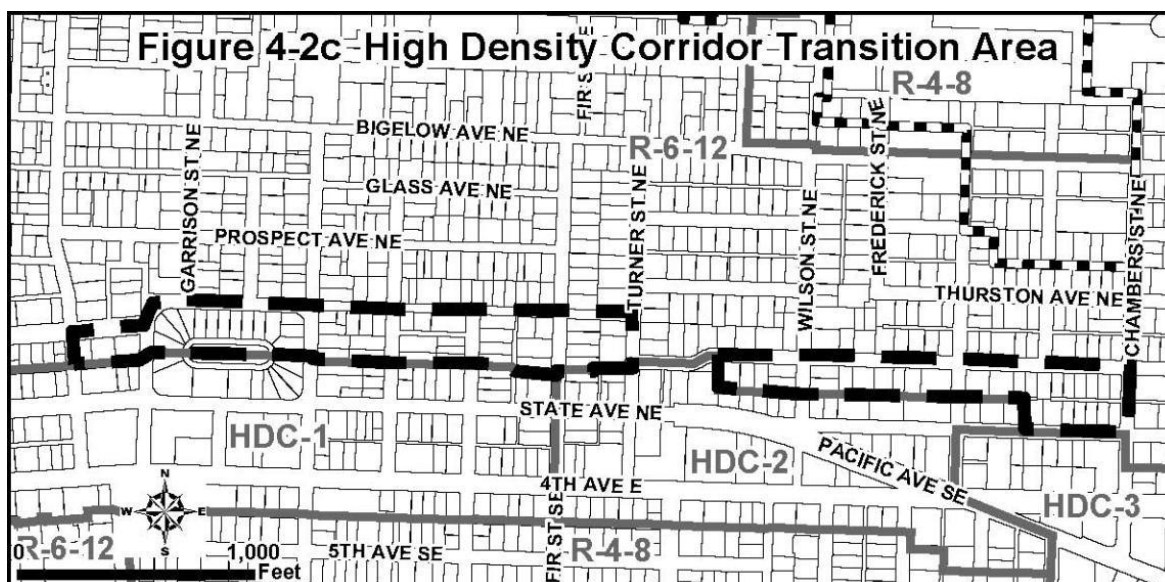 Figure 4-2c High Density Corridor Transition Area
R-4-8
FIR ST NE
BIGELOW AVE NE
R-6-12
FREDERICK ST NE
GLASS AVE NE
GARRISON ST NE
PROSPECT AVE NE
TURNER ST NE
WILSON ST NE
CHAMBERS ST NE
THURSTON AVE NE
STATE AVE NE
HDC-1
HDC-2
PACIFIC AVE SE
4TH AVE E
HDC-3
N
W
E
S
R-6-12
5TH AVE SE
FIR ST SE
R-4-8
0
1,000
Feet